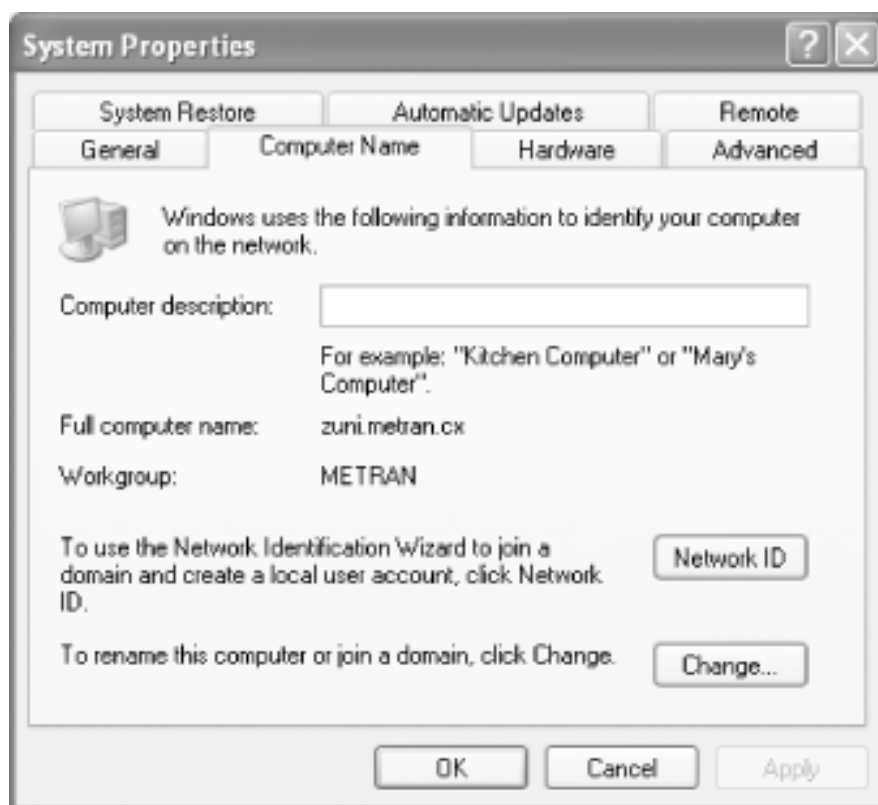 System Properties
System Restore Automatic Updates Remote
General Computer Name Hardware Advanced
Windows uses the following information to identify your computer
on the network.
Computer description:
For example: "Kitchen Computer" or "Mary's
Computer".
Full computer name: zuni.metran.cx
Workgroup: METRAN
To use the Network Identification Wizard to join a
domain and create a local user account, click Network
ID.
Network ID
To rename this computer or join a domain, click Change.
Change...
OK Cancel Apply